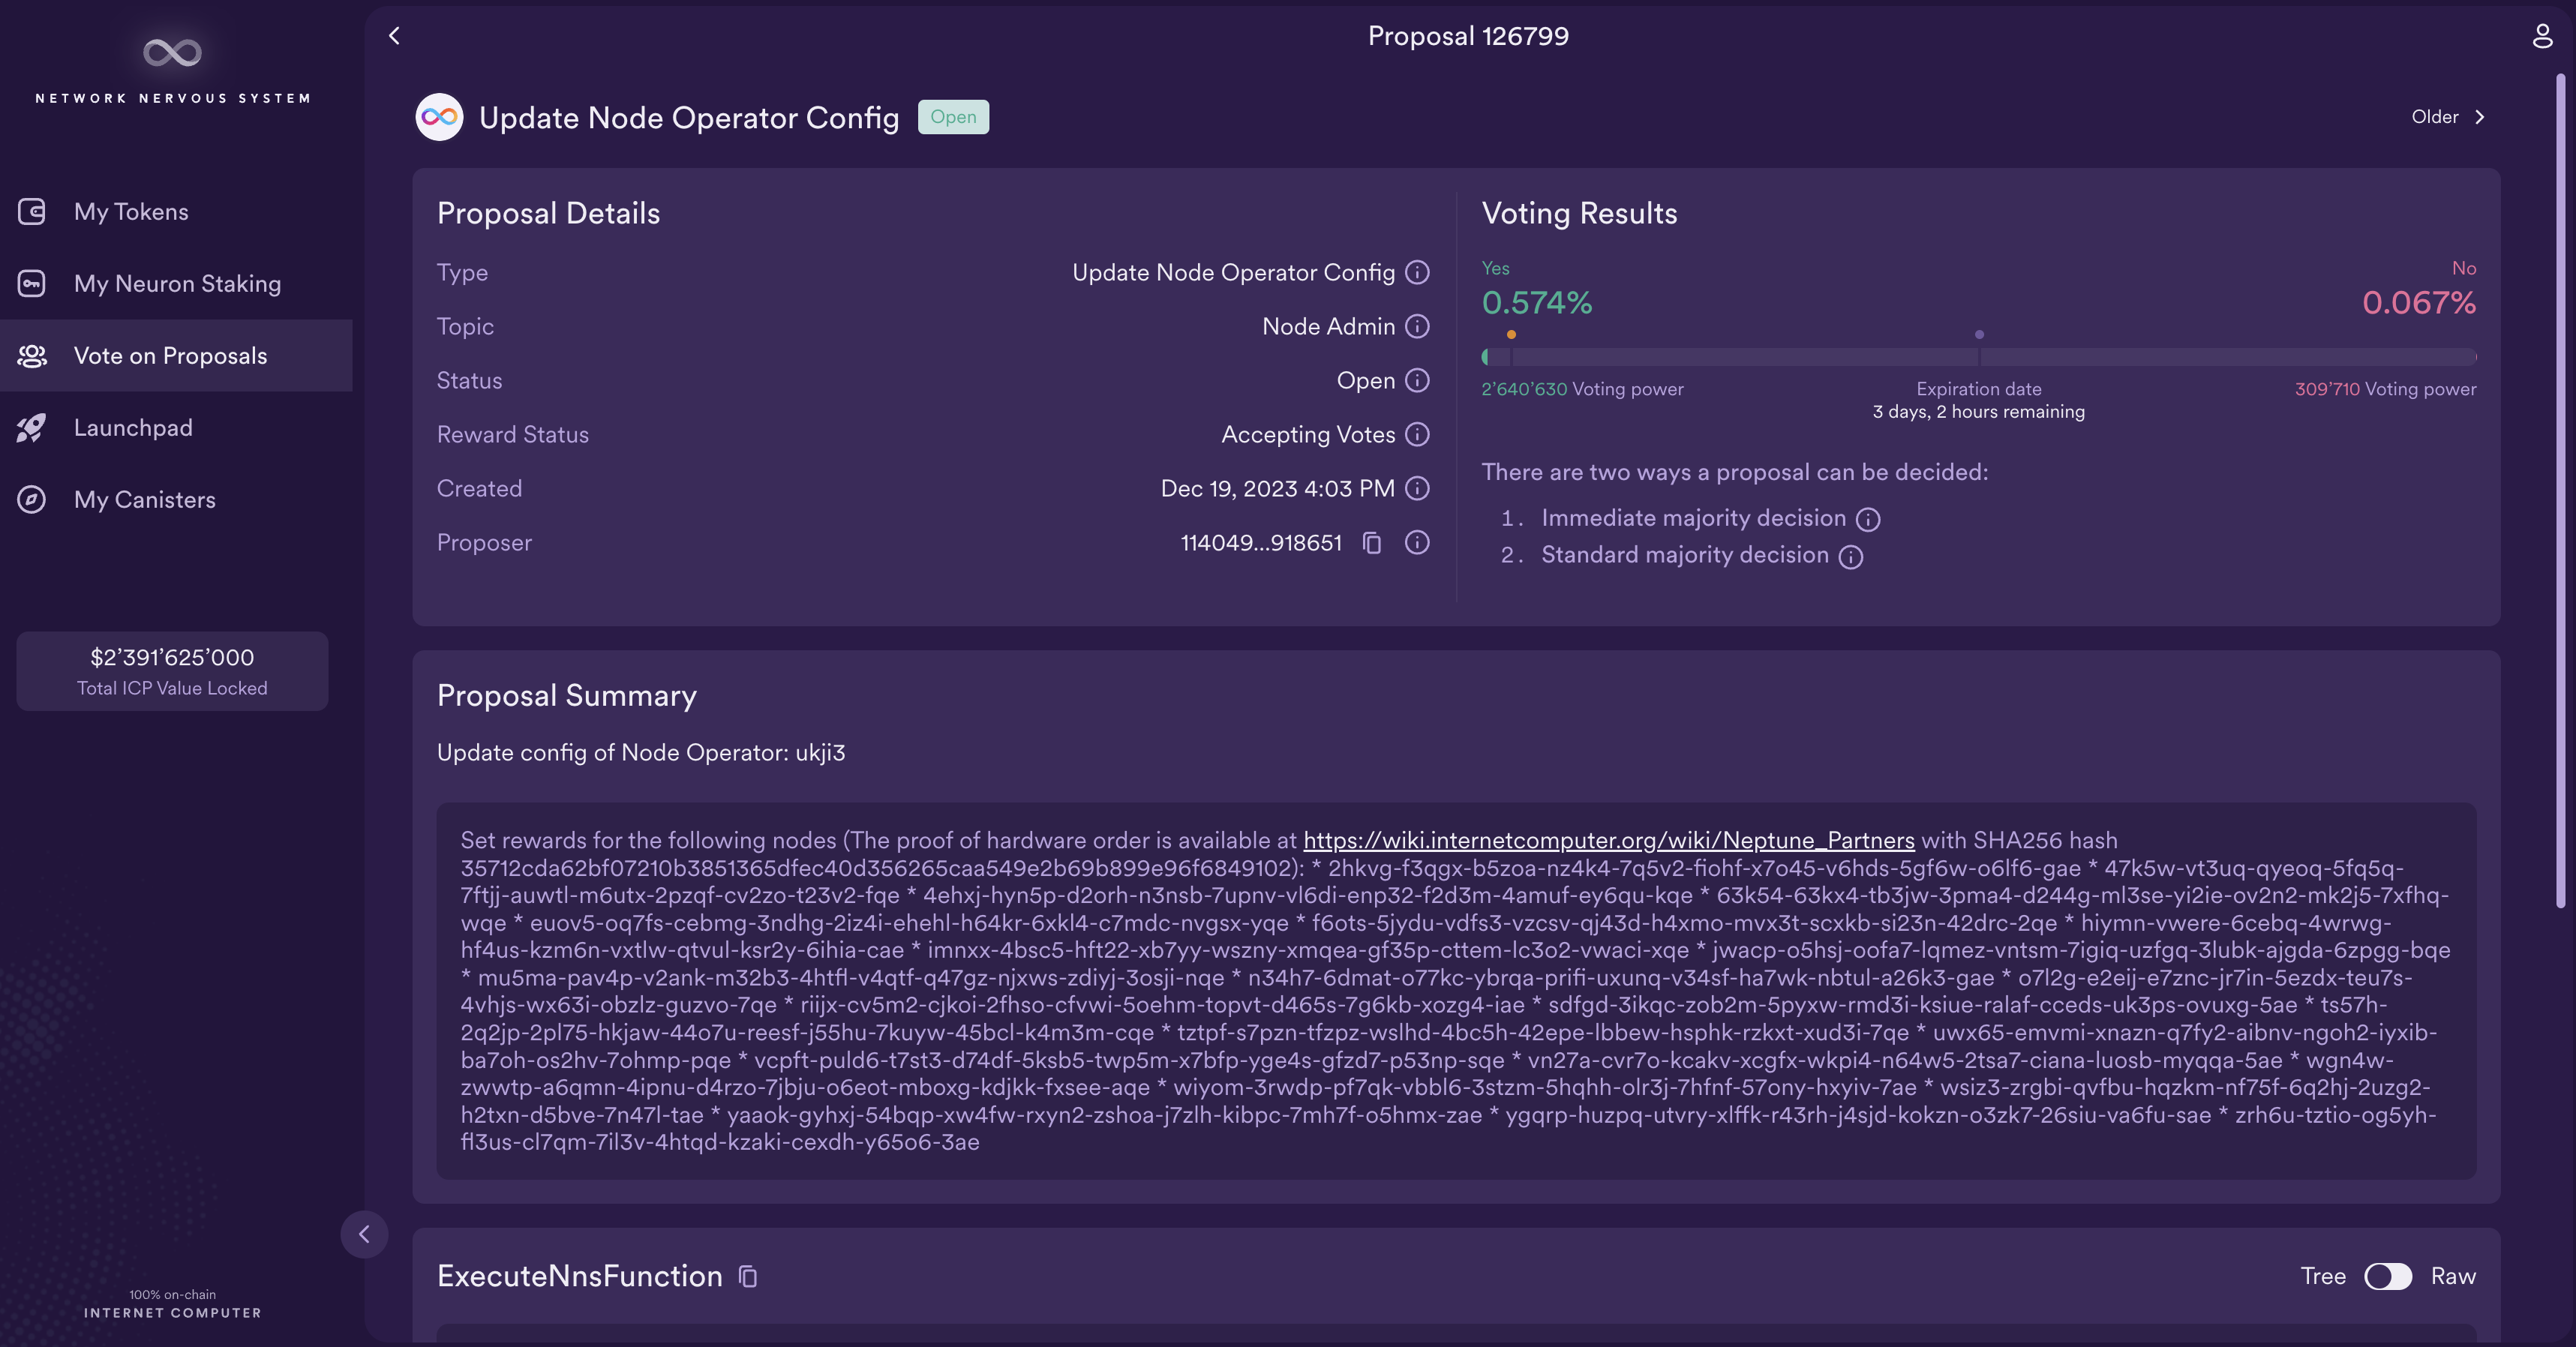 NETWORK NERVOUS SYSTEM
My Tokens
My Neuron Staking
Vote on Proposals
Launchpad
My Canisters
$2’391’625’000
Total ICP Value Locked
100% on-chain
INTERNET COMPUTER
Proposal 126799
Update Node Operator Config
Open
Older
Proposal Details
Type
Update Node Operator Config
Topic
Node Admin
Status
Open
Reward Status
Accepting Votes
Created
Dec 19, 2023 4:03 PM
Proposer
114049...918651
Voting Results
Yes
No
0.574%
0.067%
2’640’630 Voting power
Expiration date
309’710 Voting power
3 days, 2 hours remaining
There are two ways a proposal can be decided:
1. Immediate majority decision
2. Standard majority decision
Proposal Summary
Update config of Node Operator: ukji3
Set rewards for the following nodes (The proof of hardware order is available at https://wiki.internetcomputer.org/wiki/Neptune_Partners with SHA256 hash
35712cda62bf07210b3851365dfec40d356265caa549e2b69b899e96f6849102): * 2hkvg-f3qgx-b5zoa-nz4k4-7q5v2-fiohf-x7o45-v6hds-5gf6w-o6lf6-gae * 47k5w-vt3uq-qyeoq-5fq5q-
7ftjj-auwtl-m6utx-2pzqf-cv2zo-t23v2-fqe * 4ehxj-hyn5p-d2orh-n3nsb-7upnv-vl6di-enp32-f2d3m-4amuf-ey6qu-kqe * 63k54-63kx4-tb3jw-3pma4-d244g-ml3se-yi2ie-ov2n2-mk2j5-7xfhq-
wqe * euov5-oq7fs-cebmg-3ndhg-2iz4i-ehehl-h64kr-6xkl4-c7mdc-nvgsx-yqe * f6ots-5jydu-vdfs3-vzcsv-qj43d-h4xmo-mvx3t-scxkb-si23n-42drc-2qe * hiymn-vwere-6cebq-4wrwg-
hf4us-kzm6n-vxtlw-qtvul-ksr2y-6ihia-cae * imnxx-4bsc5-hft22-xb7yy-wszny-xmqea-gf35p-cttem-lc3o2-vwaci-xqe * jwacp-o5hsj-oofa7-lqmez-vntsm-7igiq-uzfgq-3lubk-ajgda-6zpgg-bqe
* mu5ma-pav4p-v2ank-m32b3-4htfl-v4qtf-q47gz-njxws-zdiyj-3osji-nqe * n34h7-6dmat-o77kc-ybrqa-prifi-uxunq-v34sf-ha7wk-nbtul-a26k3-gae * o7l2g-e2eij-e7znc-jr7in-5ezdx-teu7s-
4vhjs-wx63i-obzlz-guzvo-7qe * riijx-cv5m2-cjkoi-2fhso-cfvwi-5oehm-topvt-d465s-7g6kb-xozg4-iae * sdfgd-3ikqc-zob2m-5pyxw-rmd3i-ksiue-ralaf-cceds-uk3ps-ovuxg-5ae * ts57h-
2q2jp-2pl75-hkjaw-44o7u-reesf-j55hu-7kuyw-45bcl-k4m3m-cqe * tztpf-s7pzn-tfzpz-wslhd-4bc5h-42epe-lbbew-hsphk-rzkxt-xud3i-7qe * uwx65-emvmi-xnazn-q7fy2-aibnv-ngoh2-iyxib-
ba7oh-os2hv-7ohmp-pqe * vcpft-puld6-t7st3-d74df-5ksb5-twp5m-x7bfp-yge4s-gfzd7-p53np-sqe * vn27a-cvr7o-kcakv-xcgfx-wkpi4-n64w5-2tsa7-ciana-luosb-myqqa-5ae * wgn4w-
zwwtp-a6qmn-4ipnu-d4rzo-7jbju-o6eot-mboxg-kdjkk-fxsee-aqe * wiyom-3rwdp-pf7qk-vbbl6-3stzm-5hqhh-olr3j-7hfnf-57ony-hxyiv-7ae * wsiz3-zrgbi-qvfbu-hqzkm-nf75f-6q2hj-2uzg2-
h2txn-d5bve-7n47l-tae * yaaok-gyhxj-54bqp-xw4fw-rxyn2-zshoa-j7zlh-kibpc-7mh7f-o5hmx-zae * ygqrp-huzpq-utvry-xlffk-r43rh-j4sjd-kokzn-o3zk7-26siu-va6fu-sae * zrh6u-tztio-og5yh-
fl3us-cl7qm-7il3v-4htqd-kzaki-cexdh-y65o6-3ae
ExecuteNnsFunction
Tree
Raw